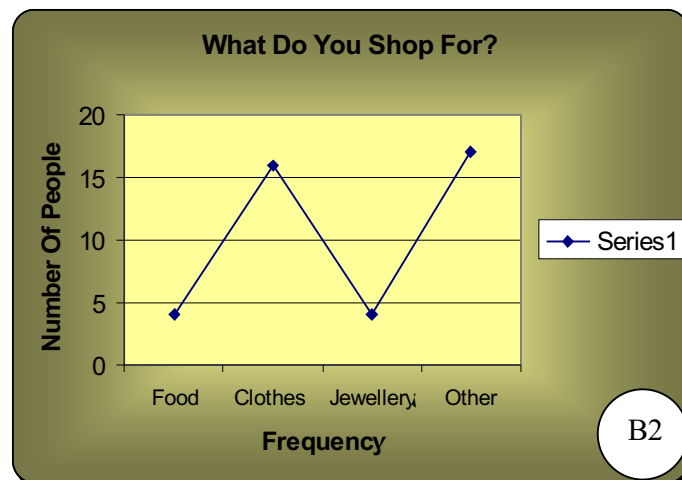 What Do You Shop For?
Number Of People
20
15
10
5
0
Food Clothes Jewellery Other
Frequency
Series1
B2